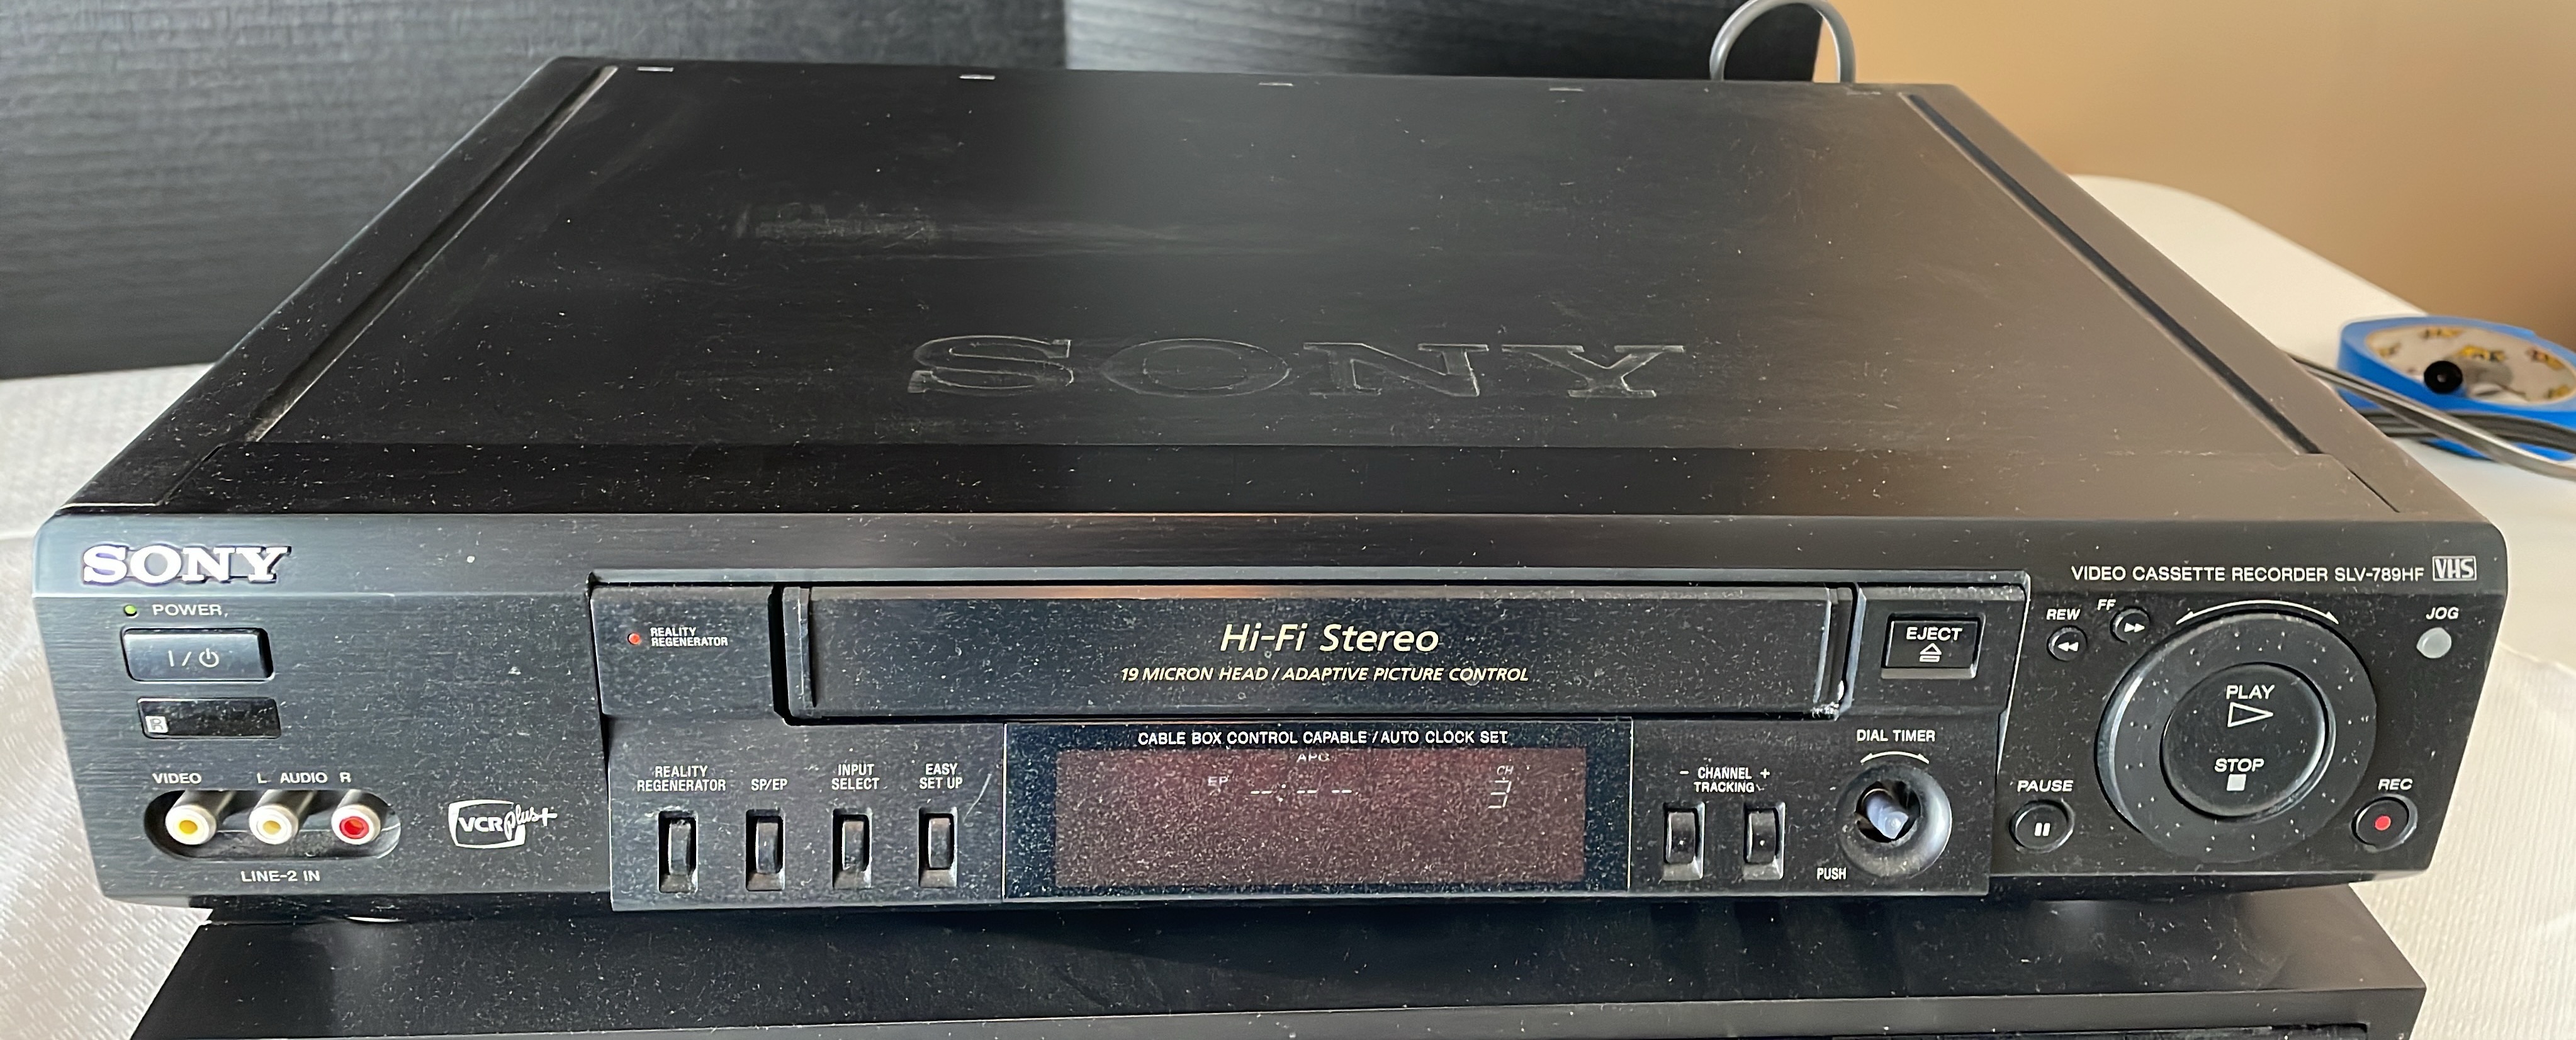 SONY
SONY
VIDEO CASSETTE RECORDER SLV-789HF VHS
POWER
I/⏻
R
VIDEO L AUDIO R
LINE-2 IN
VCR plus+
REALITY
REGENERATOR
Hi-Fi Stereo
19 MICRON HEAD / ADAPTIVE PICTURE CONTROL
EJECT
CABLE BOX CONTROL CAPABLE / AUTO CLOCK SET
REALITY
REGENERATOR
SP/EP
INPUT
SELECT
EASY
SET UP
APC
EP
--:-- --
CH
3
- CHANNEL +
TRACKING
DIAL TIMER
PUSH
REW
FF
JOG
PLAY
STOP
PAUSE
REC